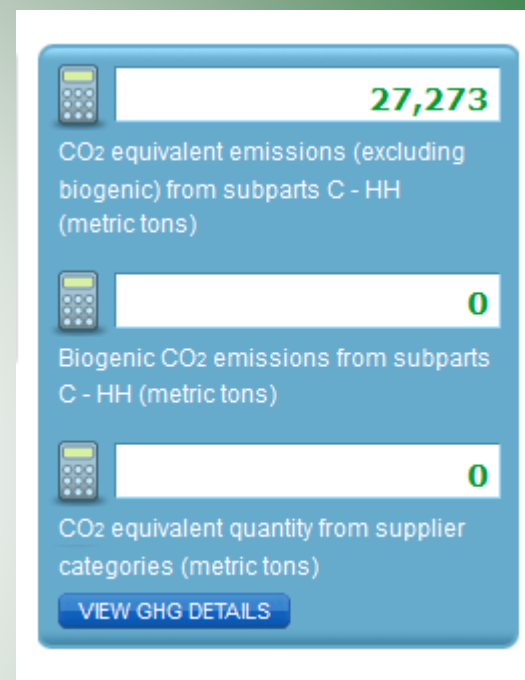 27,273
CO2 equivalent emissions (excluding
biogenic) from subparts C - HH
(metric tons)
0
Biogenic CO2 emissions from subparts
C - HH (metric tons)
0
CO2 equivalent quantity from supplier
categories (metric tons)
VIEW GHG DETAILS